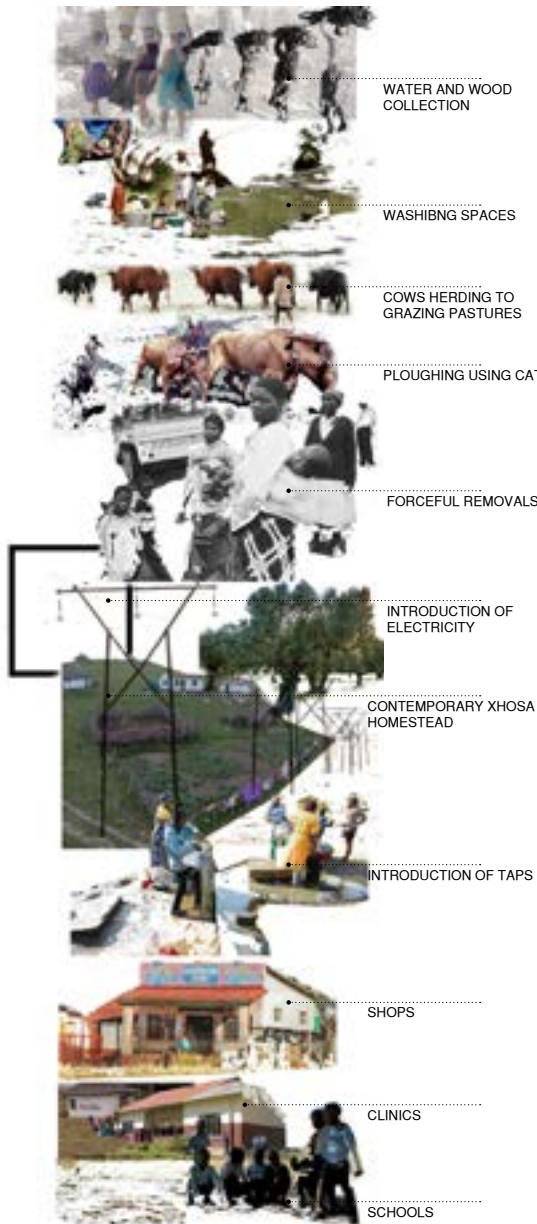 WATER AND WOOD
COLLECTION
WASHIBNG SPACES
COWS HERDING TO
GRAZING PASTURES
PLOUGHING USING CAT
FORCEFUL REMOVALS
INTRODUCTION OF
ELECTRICITY
CONTEMPORARY XHOSA
HOMESTEAD
INTRODUCTION OF TAPS
SHOPS
CLINICS
SCHOOLS